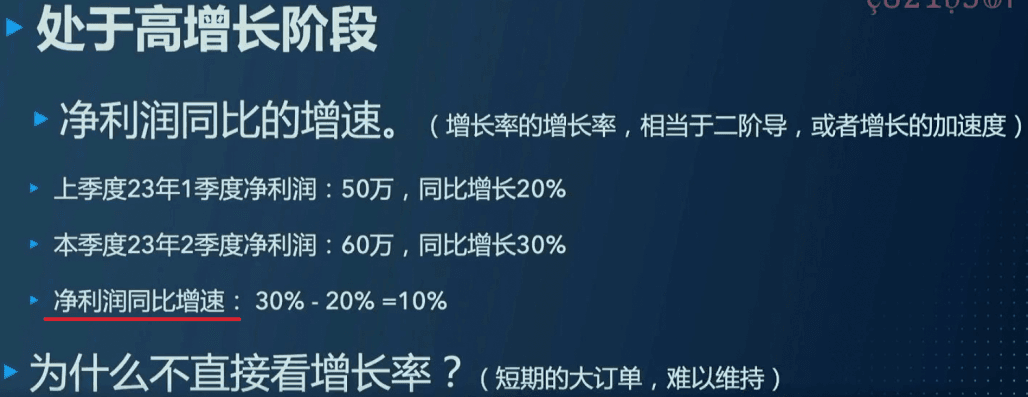 处于高增长阶段
净利润同比的增速。（增长率的增长率，相当于二阶导，或者增长的加速度）
上季度23年1季度净利润：50万，同比增长20%
本季度23年2季度净利润：60万，同比增长30%
净利润同比增速： 30% - 20% =10%
为什么不直接看增长率？（短期的大订单，难以维持）